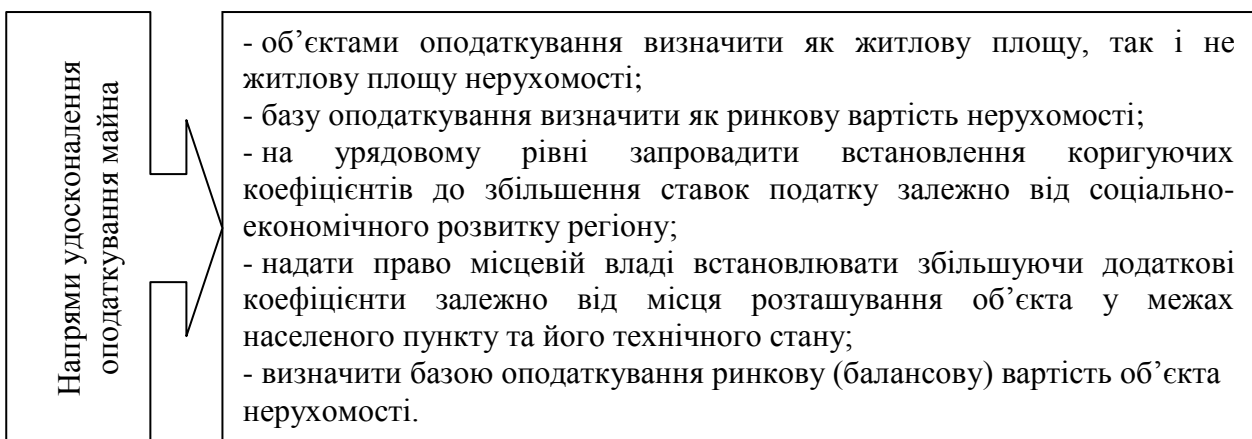 Напрями удосконалення
оподаткування майна
- об’єктами оподаткування визначити як житлову площу, так і не
житлову площу нерухомості;
- базу оподаткування визначити як ринкову вартість нерухомості;
- на урядовому рівні запровадити встановлення коригуючих
коефіцієнтів до збільшення ставок податку залежно від соціально-
економічного розвитку регіону;
- надати право місцевій владі встановлювати збільшуючи додаткові
коефіцієнти залежно від місця розташування об’єкта у межах
населеного пункту та його технічного стану;
- визначити базою оподаткування ринкову (балансову) вартість об’єкта
нерухомості.